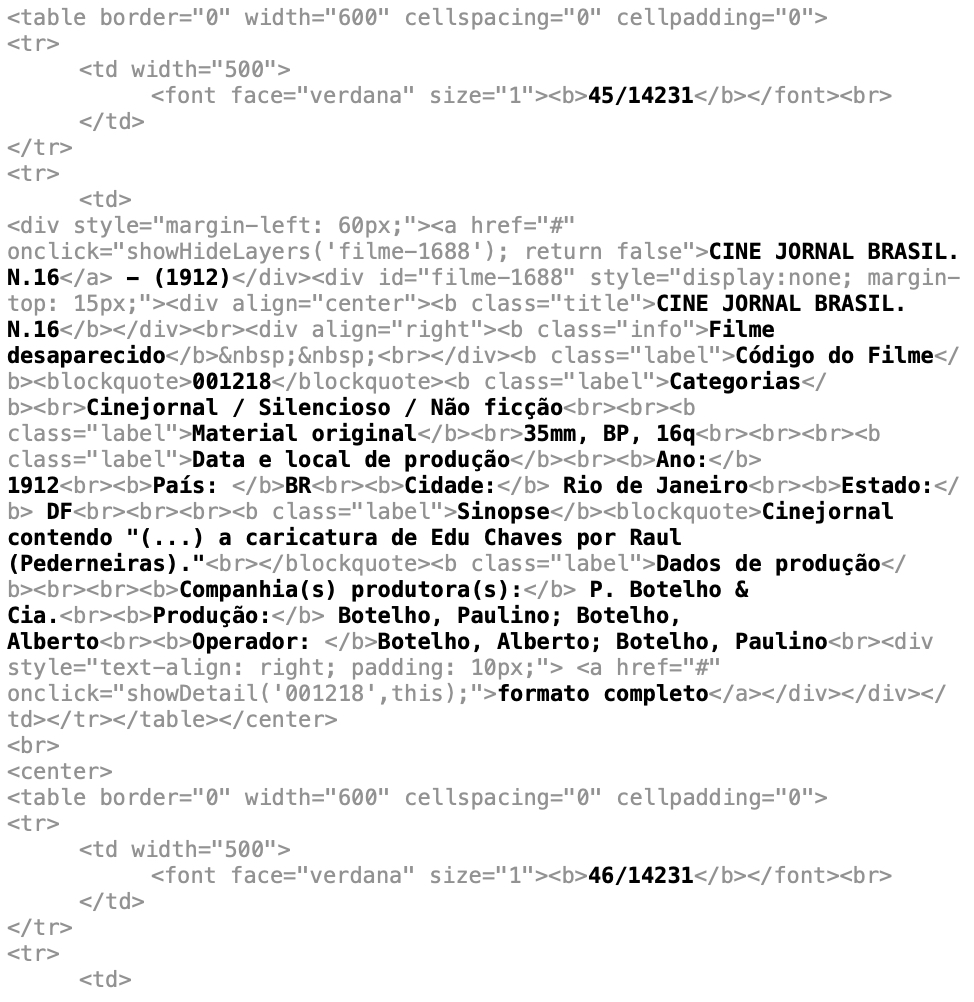 <table border="0" width="600" cellspacing="0" cellpadding="0">
<tr>
<td width="500">
<font face="verdana" size="1"><b>45/14231</b></font><br>
</td>
</tr>
<tr>
<td>
<div style="margin-left: 60px;"><a href="#"
onclick="showHideLayers('filme-1688'); return false">CINE JORNAL BRASIL.
N.16</a> - (1912)</div><div id="filme-1688" style="display:none; margin-
top: 15px;"><div align="center"><b class="title">CINE JORNAL BRASIL.
N.16</b></div><br><div align="right"><b class="info">Filme
desaparecido</b>&nbsp;&nbsp;<br></div><b class="label">Código do Filme</
b><blockquote>001218</blockquote><b class="label">Categorias</
b><br>Cinejornal / Silencioso / Não ficção<br><br><b
class="label">Material original</b><br>35mm, BP, 16q<br><br><br><b
class="label">Data e local de produção</b><br><b>Ano:</b>
1912<br><b>País: </b>BR<br><b>Cidade:</b> Rio de Janeiro<br><b>Estado:</
b> DF<br><br><br><b class="label">Sinopse</b><blockquote>Cinejornal
contendo "(...) a caricatura de Edu Chaves por Raul
(Pederneiras)."<br></blockquote><b class="label">Dados de produção</
b><br><br><b>Companhia(s) produtora(s):</b> P. Botelho &
Cia.<br><b>Produção:</b> Botelho, Paulino; Botelho,
Alberto<br><b>Operador: </b>Botelho, Alberto; Botelho, Paulino<br><div
style="text-align: right; padding: 10px;"> <a href="#"
onclick="showDetail('001218',this);">formato completo</a></div></div></
td></tr></table></center>
<br>
<center>
<table border="0" width="600" cellspacing="0" cellpadding="0">
<tr>
<td width="500">
<font face="verdana" size="1"><b>46/14231</b></font><br>
</td>
</tr>
<tr>
<td>